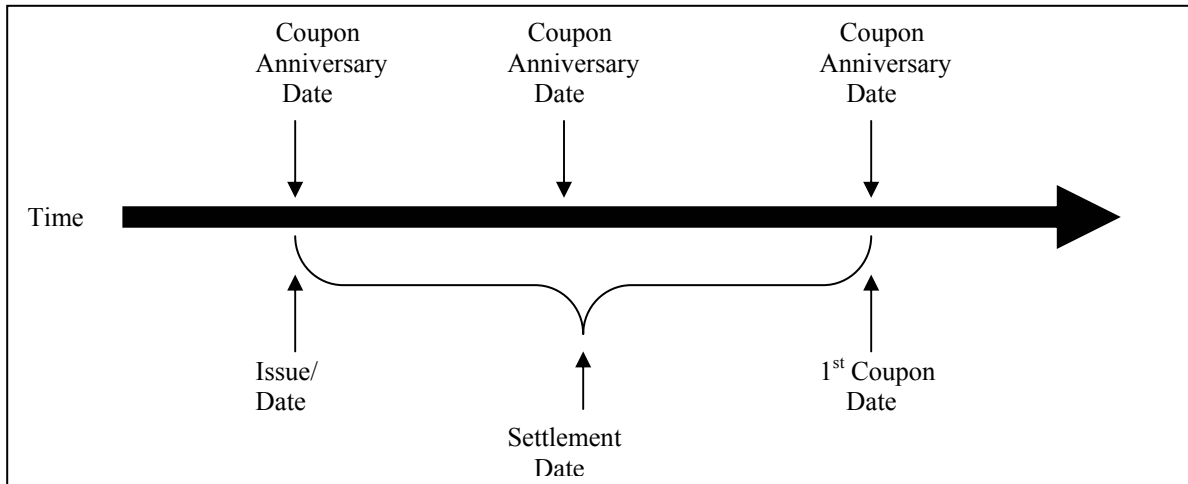 Coupon
Anniversary
Date
Coupon
Anniversary
Date
Coupon
Anniversary
Date
Time
Issue/
Date
1st Coupon
Date
Settlement
Date